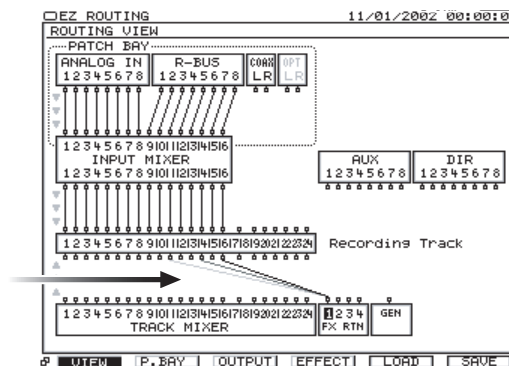 EZ ROUTING 11/01/2002 00:00:0
ROUTING VIEW
PATCH BAY
ANALOG IN R-BUS COAX OPT
12345678 12345678 LR LR
12345678910111213141516
INPUT MIXER AUX DIR
12345678910111213141516 12345678 12345678
123456789101112131415161718192021222324 Recording Track
123456789101112131415161718192021222324 1234 GEN
TRACK MIXER FX RTN
VIEW P.BAY OUTPUT EFFECT LOAD SAVE